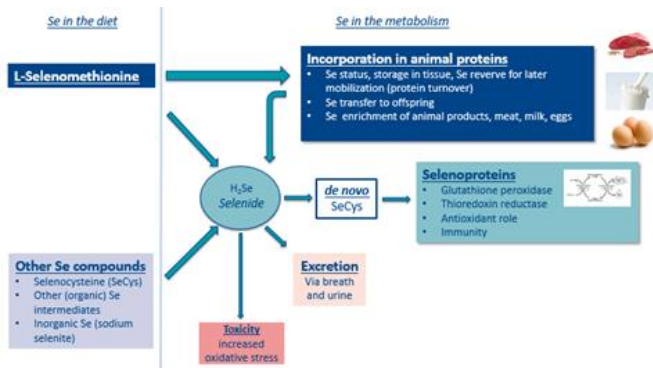 Se in the diet
Se in the metabolism
L-Selenomethionine
Incorporation in animal proteins
• Se status, storage in tissue, Se reverve for later
mobilization (protein turnover)
• Se transfer to offspring
• Se enrichment of animal products, meat, milk, eggs
H₂Se
Selenide
de novo
SeCys
Selenoproteins
• Glutathione peroxidase
• Thioredoxin reductase
• Antioxidant role
• Immunity
Other Se compounds
• Selenocysteine (SeCys)
• Other (organic) Se
intermediates
• Inorganic Se (sodium
selenite)
Excretion
Via breath
and urine
Toxicity
increased
oxidative stress